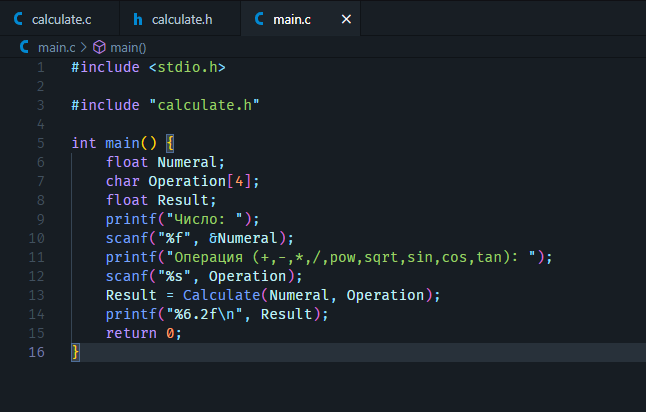 calculate.c calculate.h main.c
main.c > main()
1 #include <stdio.h>
2
3 #include "calculate.h"
4
5 int main() {
6 float Numeral;
7 char Operation[4];
8 float Result;
9 printf("Число: ");
10 scanf("%f", &Numeral);
11 printf("Операция (+,-,*,/,pow,sqrt,sin,cos,tan): ");
12 scanf("%s", Operation);
13 Result = Calculate(Numeral, Operation);
14 printf("%6.2f\n", Result);
15 return 0;
16 }